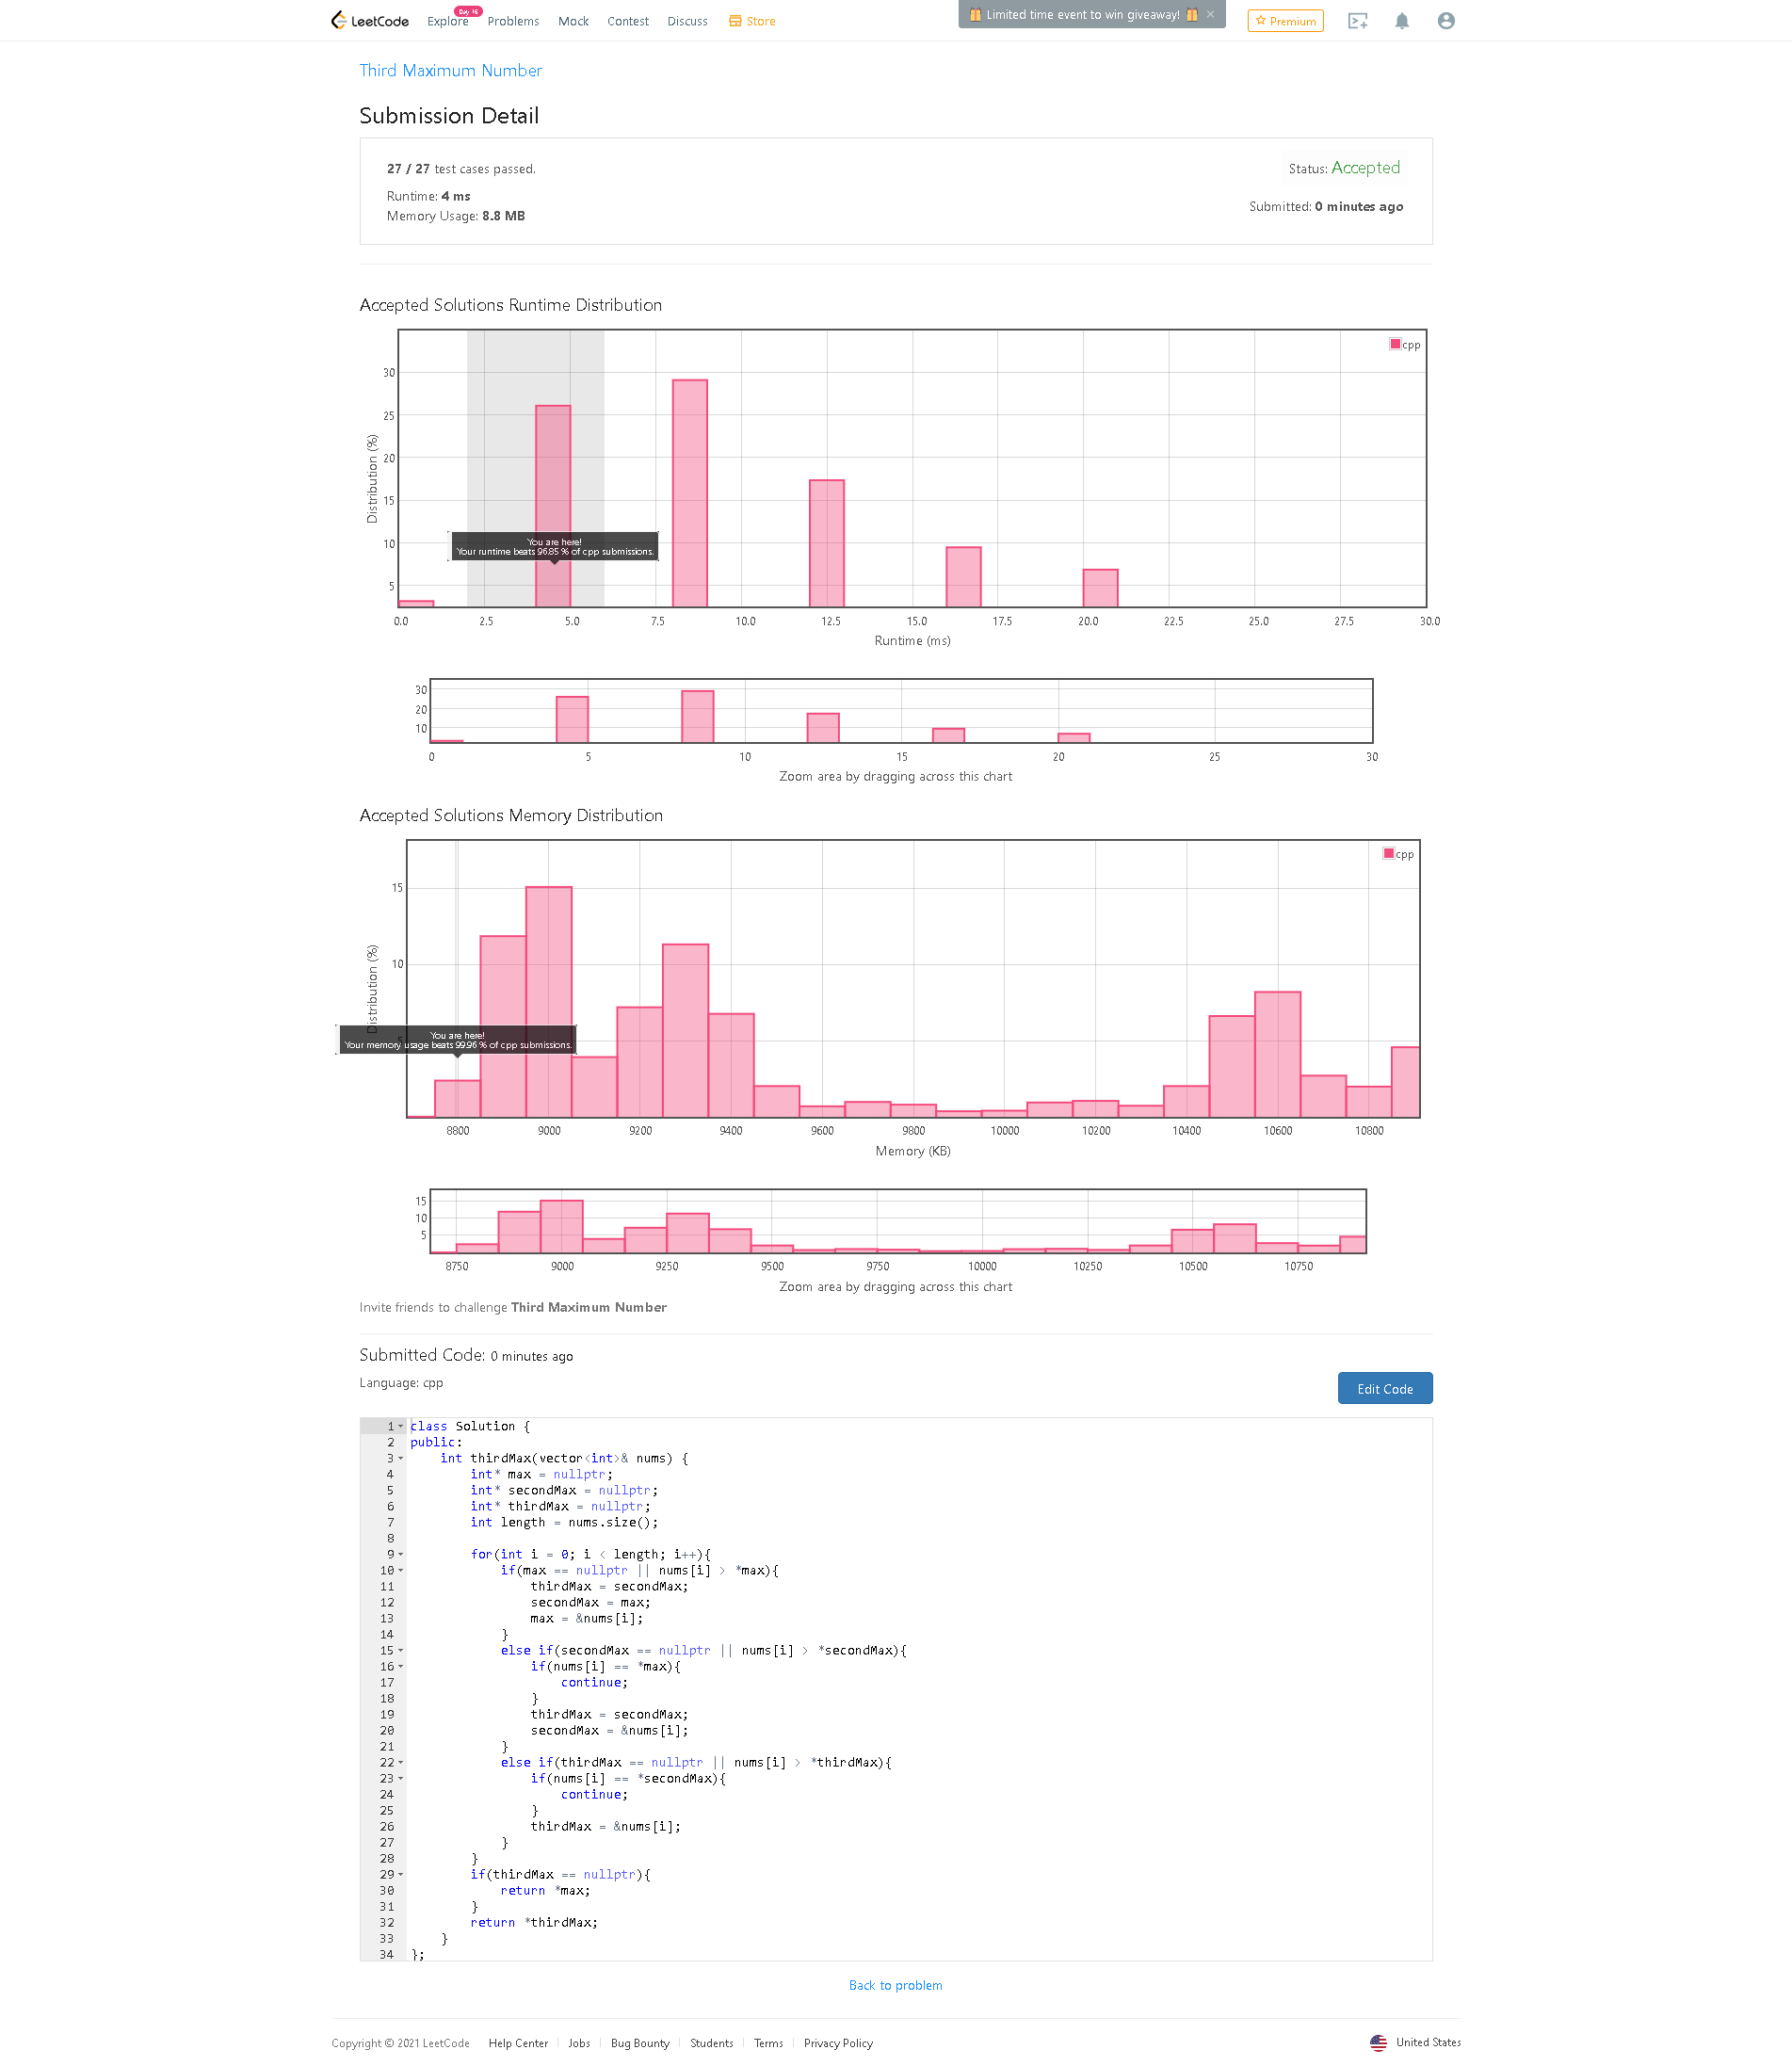 LeetCode Explore Day 16 Problems Mock Contest Discuss Store Limited time event to win giveaway! × Premium
Third Maximum Number
Submission Detail
27 / 27 test cases passed.
Status: Accepted
Runtime: 4 ms
Submitted: 0 minutes ago
Memory Usage: 8.8 MB
Accepted Solutions Runtime Distribution
cpp
30
25
20
15
10
5
Distribution (%)
You are here!
Your runtime beats 96.85 % of cpp submissions.
0.0 2.5 5.0 7.5 10.0 12.5 15.0 17.5 20.0 22.5 25.0 27.5 30.0
Runtime (ms)
30
20
10
0 5 10 15 20 25 30
Zoom area by dragging across this chart
Accepted Solutions Memory Distribution
cpp
15
10
Distribution (%)
You are here!
Your memory usage beats 99.96 % of cpp submissions.
8800 9000 9200 9400 9600 9800 10000 10200 10400 10600 10800
Memory (KB)
15
10
5
8750 9000 9250 9500 9750 10000 10250 10500 10750
Zoom area by dragging across this chart
Invite friends to challenge Third Maximum Number
Submitted Code: 0 minutes ago
Language: cpp
Edit Code
1 class Solution {
2 public:
3     int thirdMax(vector<int>& nums) {
4         int* max = nullptr;
5         int* secondMax = nullptr;
6         int* thirdMax = nullptr;
7         int length = nums.size();
8
9         for(int i = 0; i < length; i++){
10             if(max == nullptr || nums[i] > *max){
11                 thirdMax = secondMax;
12                 secondMax = max;
13                 max = &nums[i];
14             }
15             else if(secondMax == nullptr || nums[i] > *secondMax){
16                 if(nums[i] == *max){
17                     continue;
18                 }
19                 thirdMax = secondMax;
20                 secondMax = &nums[i];
21             }
22             else if(thirdMax == nullptr || nums[i] > *thirdMax){
23                 if(nums[i] == *secondMax){
24                     continue;
25                 }
26                 thirdMax = &nums[i];
27             }
28         }
29         if(thirdMax == nullptr){
30             return *max;
31         }
32         return *thirdMax;
33     }
34 };
Back to problem
Copyright © 2021 LeetCode Help Center Jobs Bug Bounty Students Terms Privacy Policy United States